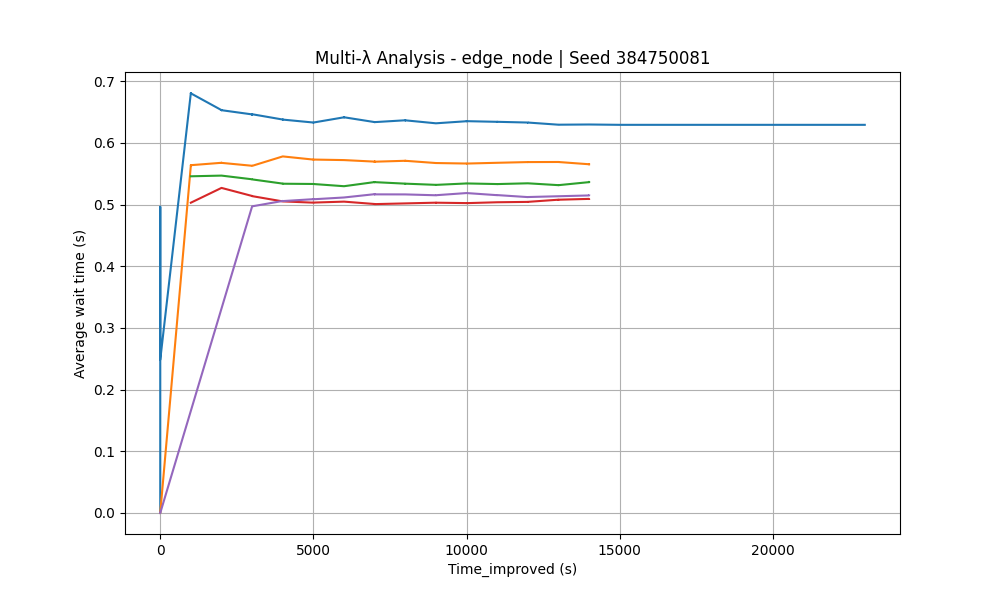 Multi-λ Analysis - edge_node | Seed 384750081
Average wait time (s)
0.7
0.6
0.5
0.4
0.3
0.2
0.1
0.0
0 5000 10000 15000 20000
Time_improved (s)